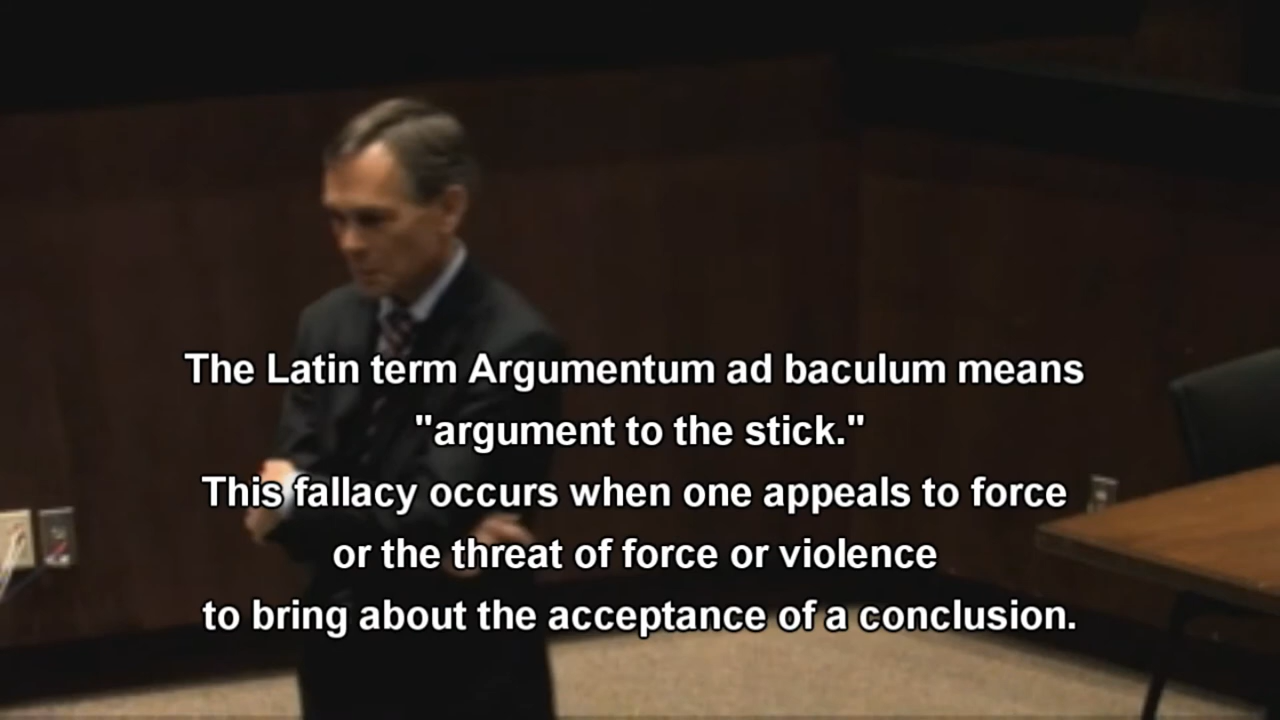 The Latin term Argumentum ad baculum means
"argument to the stick."
This fallacy occurs when one appeals to force
or the threat of force or violence
to bring about the acceptance of a conclusion.